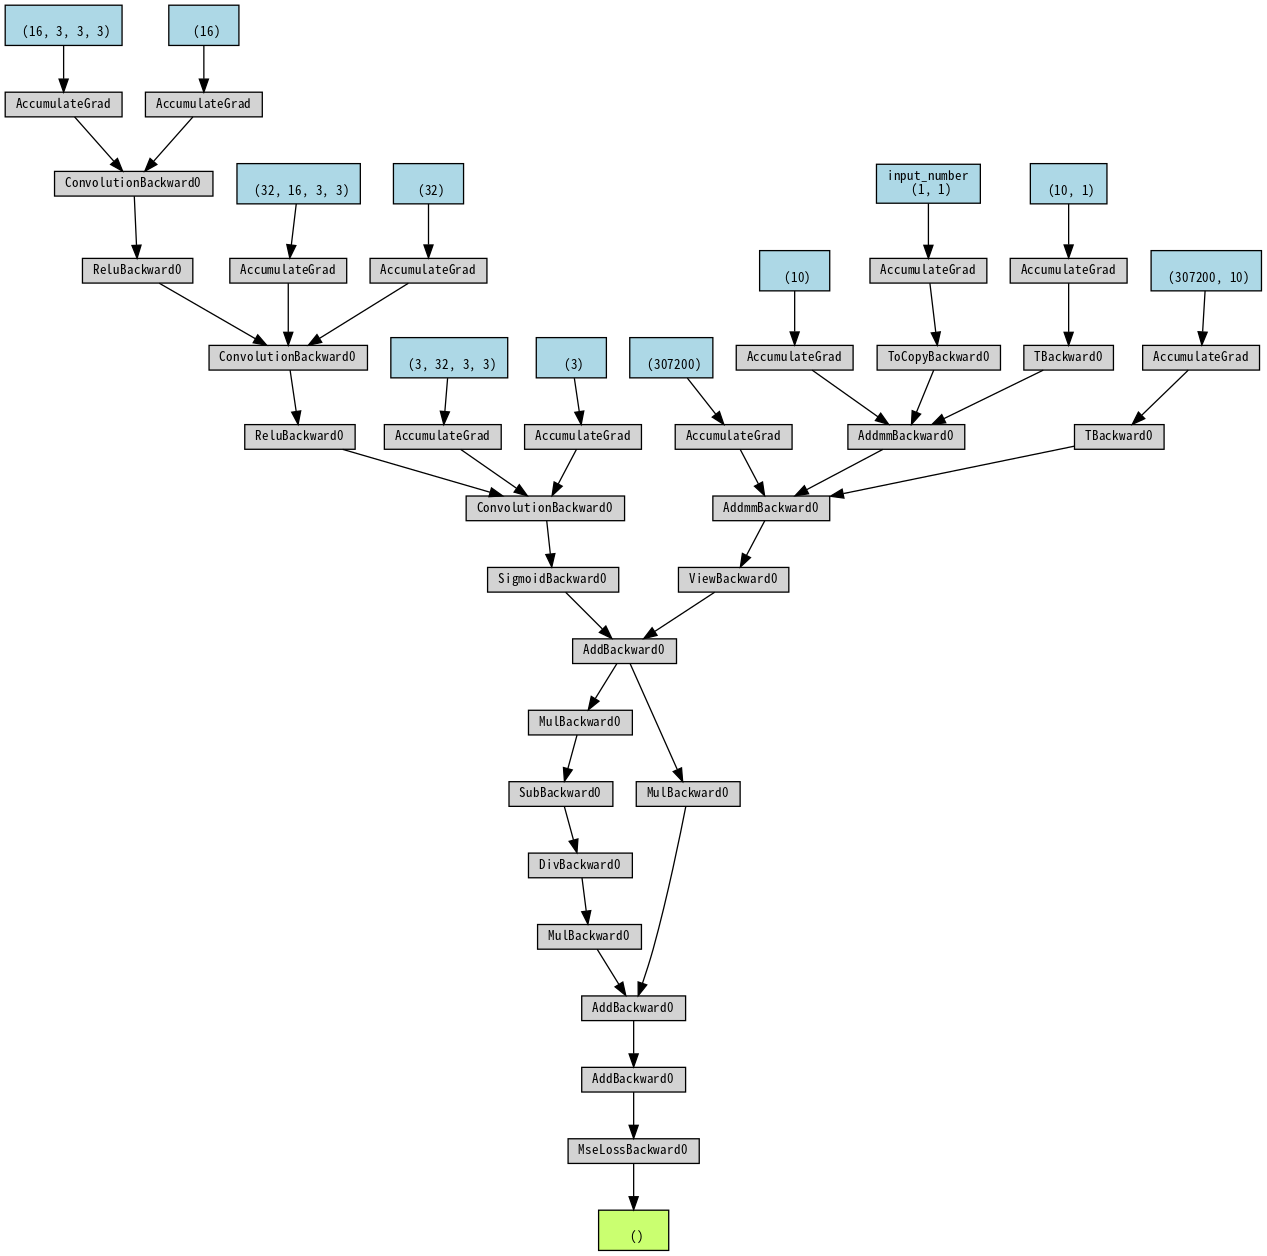 (16, 3, 3, 3)
(16)
AccumulateGrad
AccumulateGrad
ConvolutionBackward0
(32, 16, 3, 3)
(32)
input_number
(1, 1)
(10, 1)
ReluBackward0
AccumulateGrad
AccumulateGrad
(10)
AccumulateGrad
AccumulateGrad
(307200, 10)
ConvolutionBackward0
(3, 32, 3, 3)
(3)
(307200)
AccumulateGrad
ToCopyBackward0
TBackward0
AccumulateGrad
ReluBackward0
AccumulateGrad
AccumulateGrad
AccumulateGrad
AddmmBackward0
TBackward0
ConvolutionBackward0
AddmmBackward0
SigmoidBackward0
ViewBackward0
AddBackward0
MulBackward0
SubBackward0
MulBackward0
DivBackward0
MulBackward0
AddBackward0
AddBackward0
MseLossBackward0
()